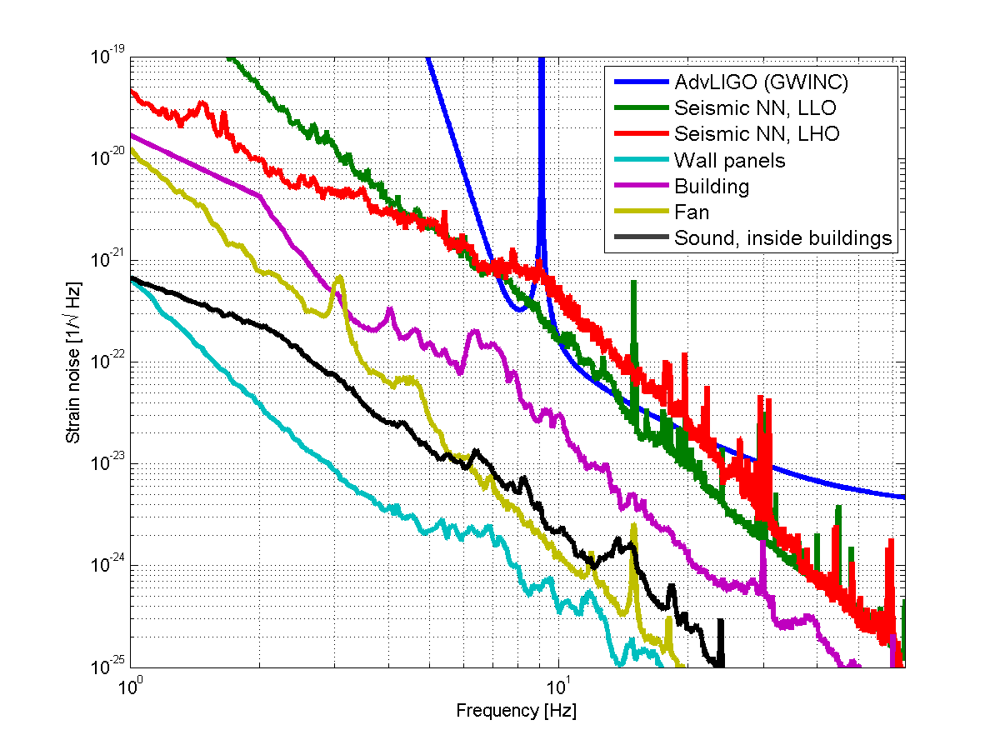 10^-19
10^-20
10^-21
10^-22
10^-23
10^-24
10^-25
10^0
10^1
Strain noise [1/√ Hz]
Frequency [Hz]
AdvLIGO (GWINC)
Seismic NN, LLO
Seismic NN, LHO
Wall panels
Building
Fan
Sound, inside buildings